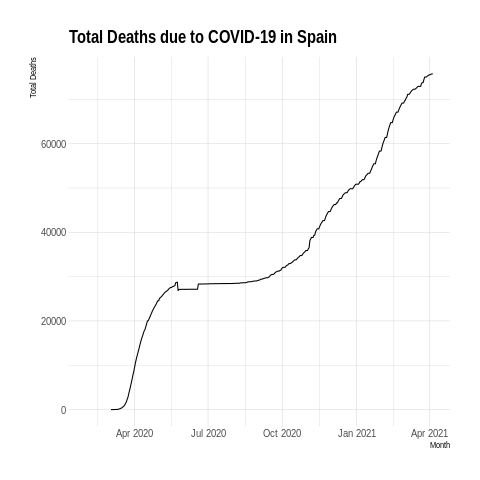 Total Deaths due to COVID-19 in Spain
Total Deaths
60000
40000
20000
0
Apr 2020 Jul 2020 Oct 2020 Jan 2021 Apr 2021
Month